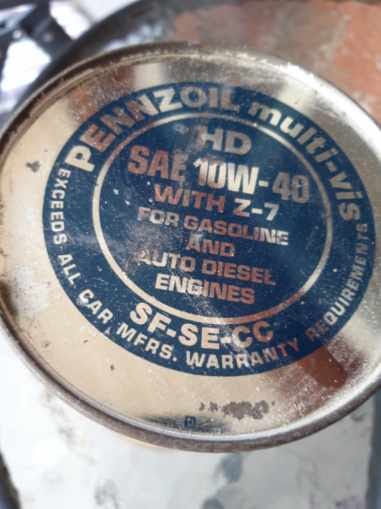 PENNZOIL multi-vis
HD
SAE 10W-40
WITH Z-7
FOR GASOLINE
AND
AUTO DIESEL
ENGINES
SF-SE-CC
EXCEEDS ALL CAR MFRS. WARRANTY REQUIREMENTS